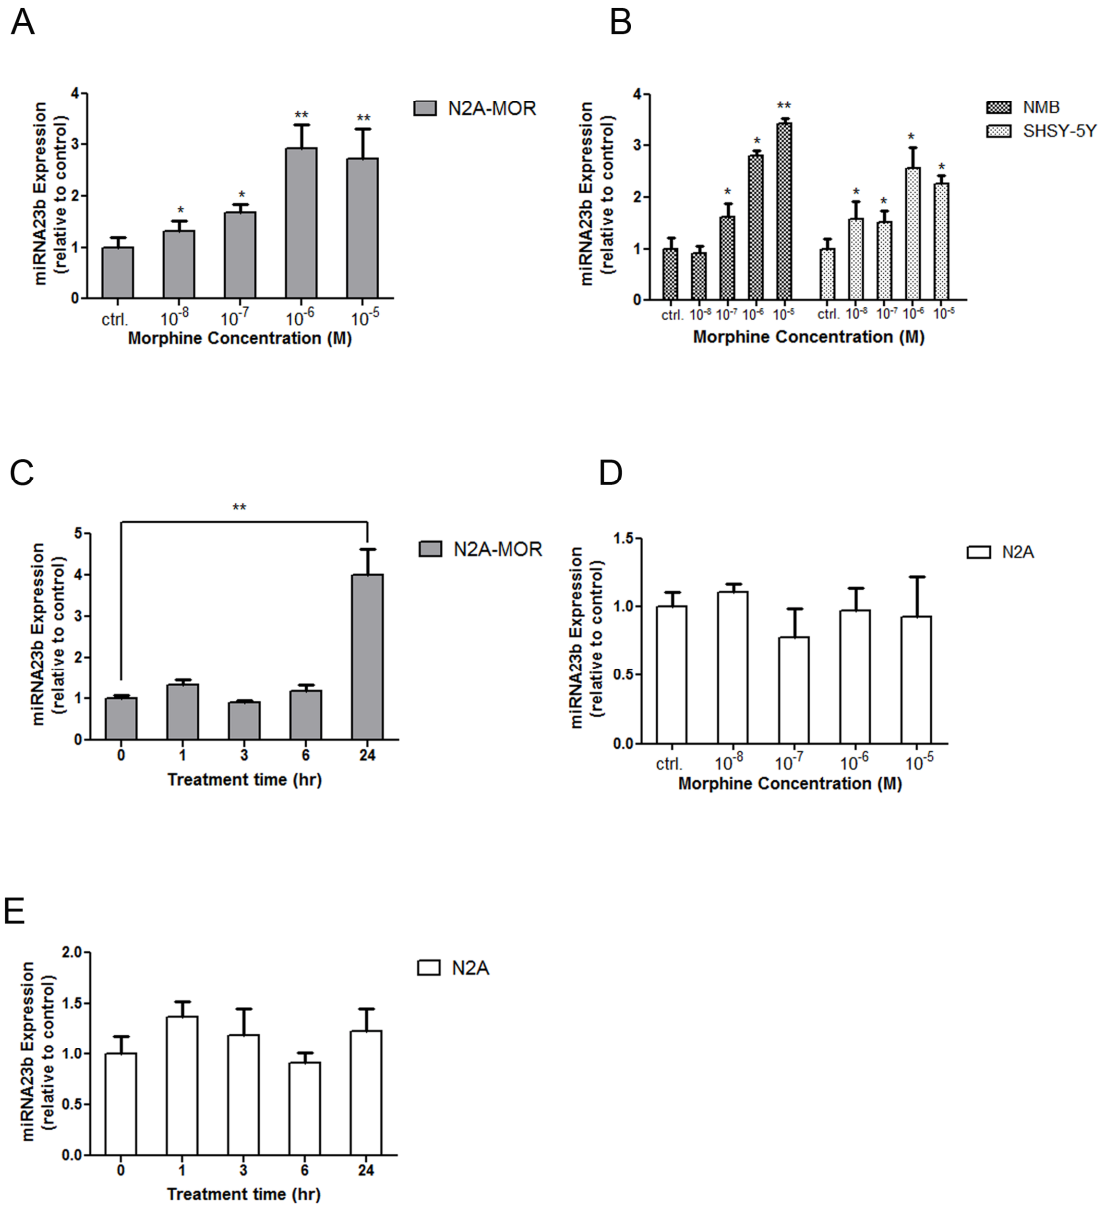 A
miRNA23b Expression
(relative to control)
4
3
2
1
0
** **
* *
ctrl. 10-8 10-7 10-6 10-5
Morphine Concentration (M)
N2A-MOR
B
miRNA23b Expression
(relative to control)
4
3
2
1
0
* * **
* * * *
ctrl. 10-8 10-7 10-6 10-5 ctrl. 10-8 10-7 10-6 10-5
Morphine Concentration (M)
NMB
SHSY-5Y
C
miRNA23b Expression
(relative to control)
**
5
4
3
2
1
0
0 1 3 6 24
Treatment time (hr)
N2A-MOR
D
miRNA23b Expression
(relative to control)
1.5
1.0
0.5
0.0
ctrl. 10-8 10-7 10-6 10-5
Morphine Concentration (M)
N2A
E
miRNA23b Expression
(relative to control)
2.0
1.5
1.0
0.5
0.0
0 1 3 6 24
Treatment time (hr)
N2A